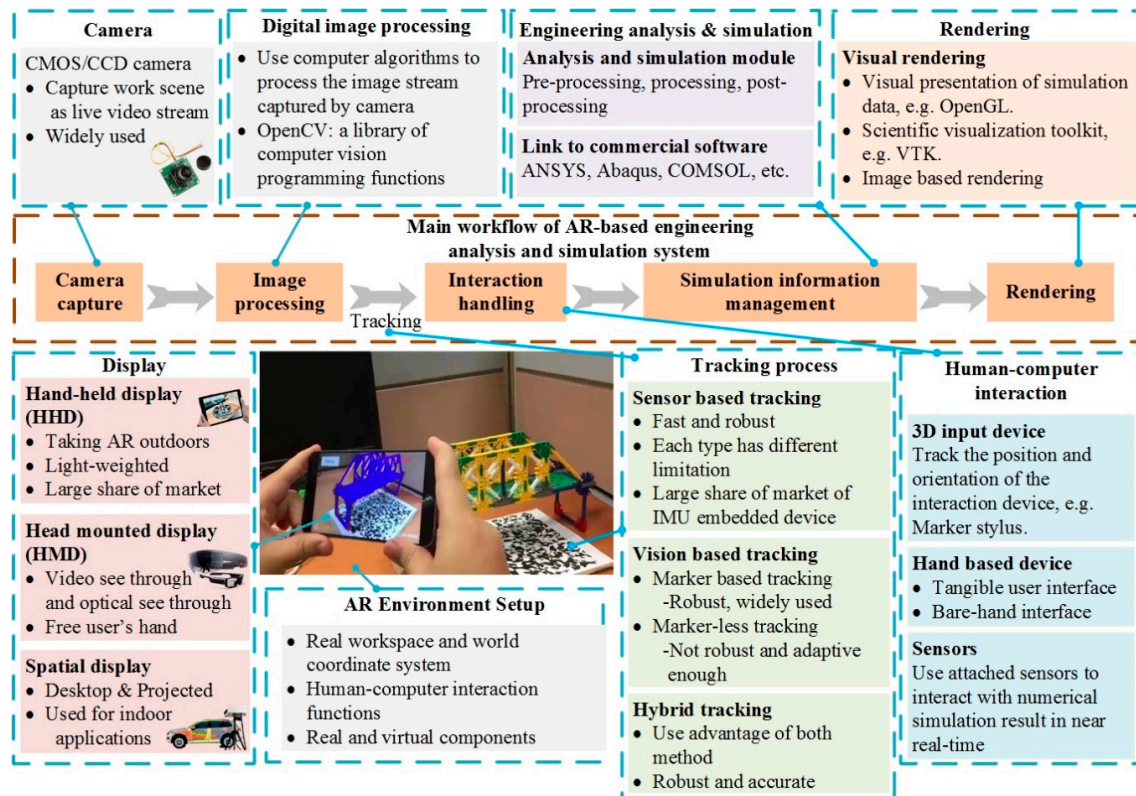 Camera
CMOS/CCD camera
• Capture work scene
as live video stream
• Widely used
Digital image processing
• Use computer algorithms to
process the image stream
captured by camera
• OpenCV: a library of
computer vision
programming functions
Engineering analysis & simulation
Analysis and simulation module
Pre-processing, processing, post-
processing
Link to commercial software
ANSYS, Abaqus, COMSOL, etc.
Rendering
Visual rendering
• Visual presentation of simulation
data, e.g. OpenGL.
• Scientific visualization toolkit,
e.g. VTK.
• Image based rendering
Main workflow of AR-based engineering
analysis and simulation system
Camera
capture
Image
processing
Tracking
Interaction
handling
Simulation information
management
Rendering
Display
Hand-held display
(HHD)
• Taking AR outdoors
• Light-weighted
• Large share of market
Head mounted display
(HMD)
• Video see through
and optical see through
• Free user’s hand
Spatial display
• Desktop & Projected
• Used for indoor
applications
AR Environment Setup
• Real workspace and world
coordinate system
• Human-computer interaction
functions
• Real and virtual components
Tracking process
Sensor based tracking
• Fast and robust
• Each type has different
limitation
• Large share of market of
IMU embedded device
Vision based tracking
• Marker based tracking
-Robust, widely used
• Marker-less tracking
-Not robust and adaptive
enough
Hybrid tracking
• Use advantage of both
method
• Robust and accurate
Human-computer
interaction
3D input device
Track the position and
orientation of the
interaction device, e.g.
Marker stylus.
Hand based device
• Tangible user interface
• Bare-hand interface
Sensors
Use attached sensors to
interact with numerical
simulation result in near
real-time